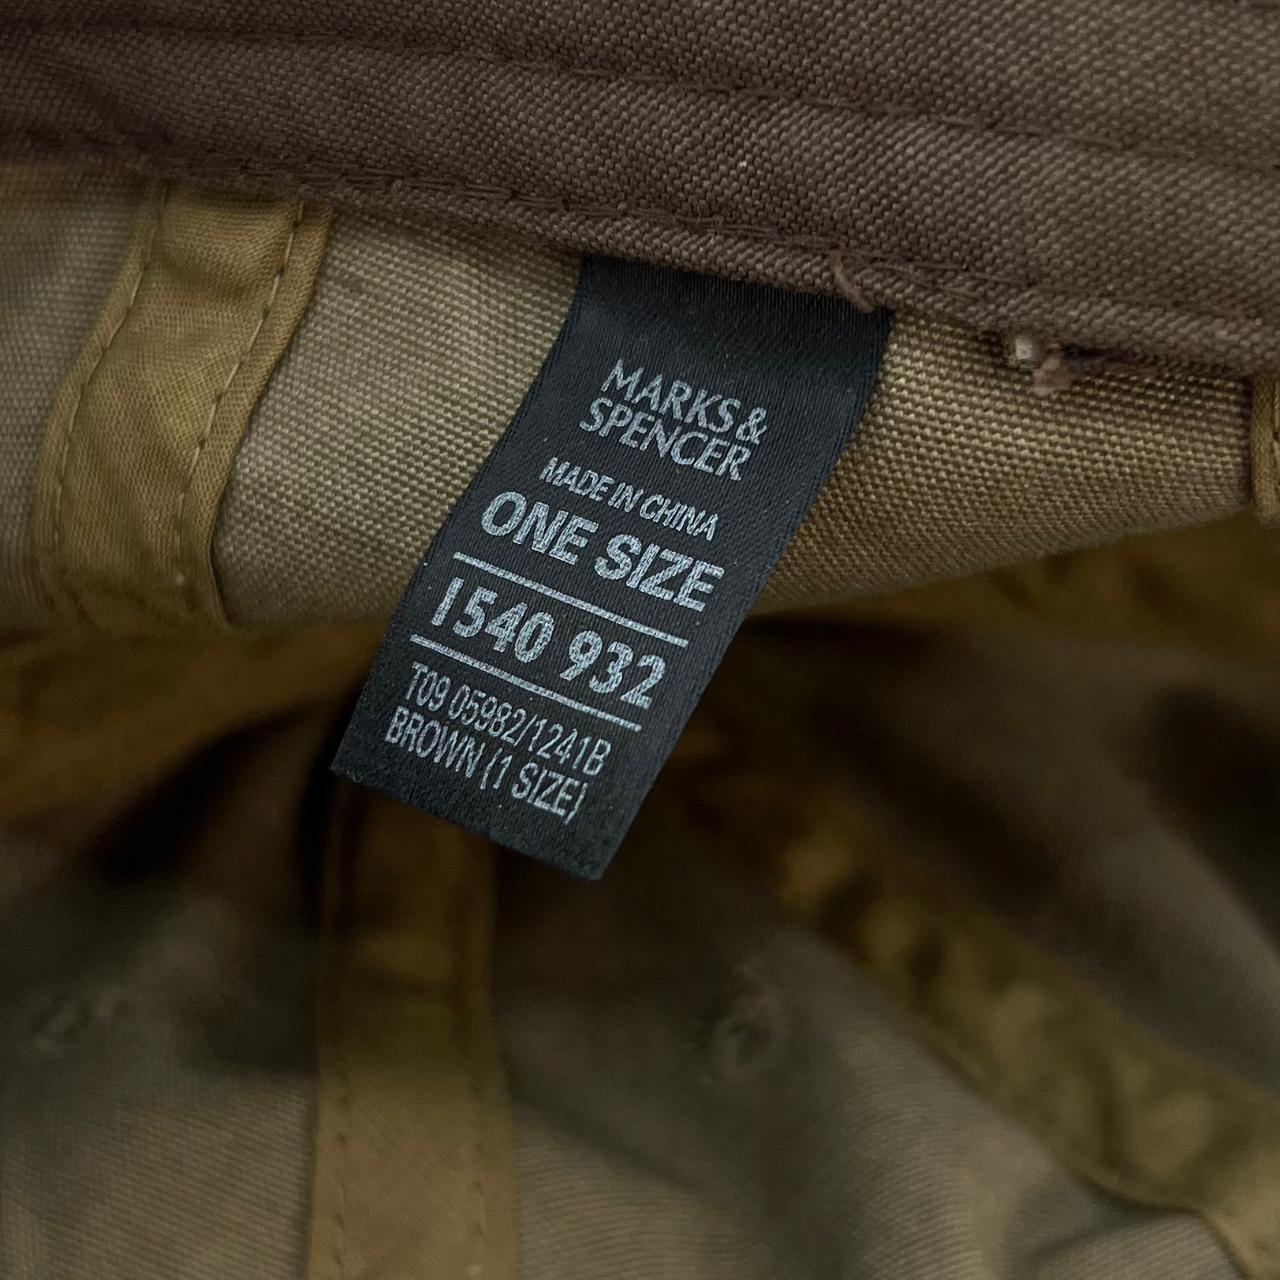 MARKS &
SPENCER
MADE IN CHINA
ONE SIZE
1540 932
T09 05982/1241B
BROWN (1 SIZE)